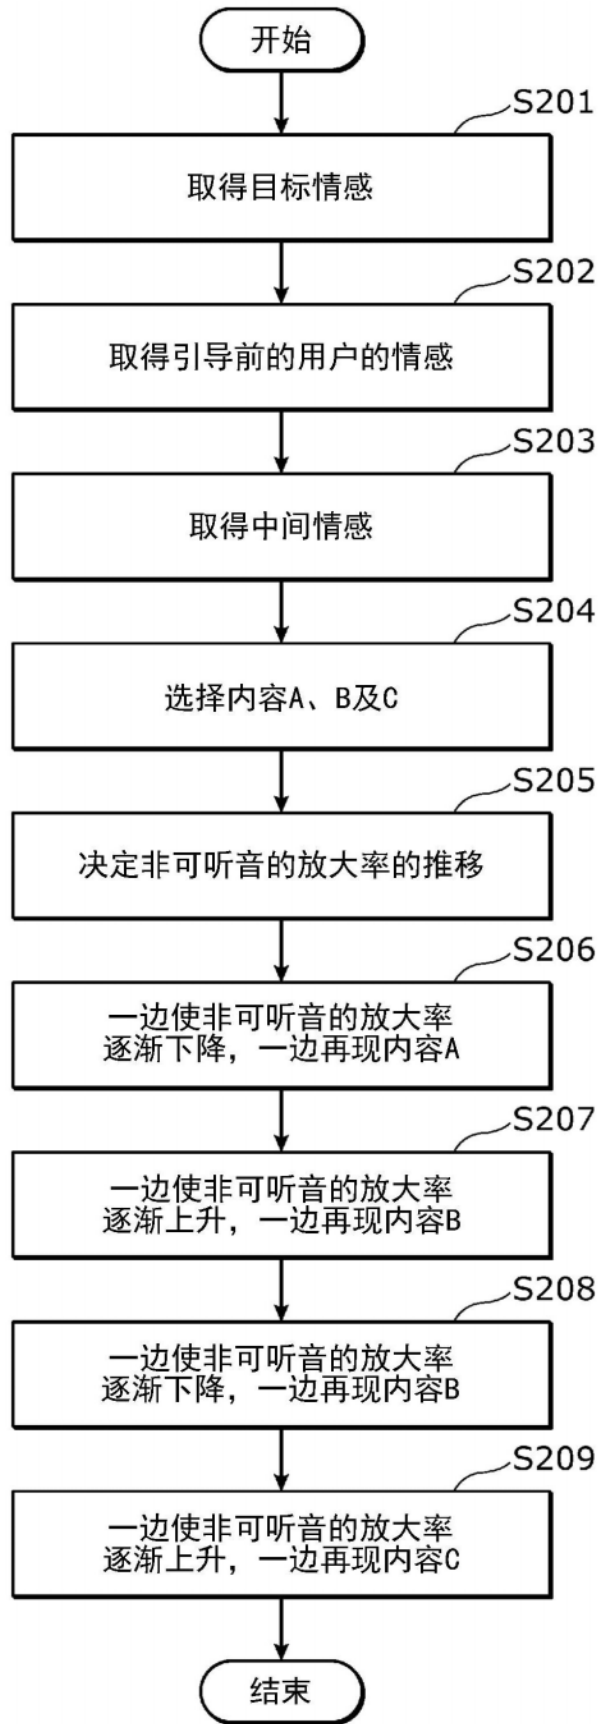 开始
S201
取得目标情感
S202
取得引导前的用户的情感
S203
取得中间情感
S204
选择内容A、B及C
S205
决定非可听音的放大率的推移
S206
一边使非可听音的放大率
逐渐下降，一边再现内容A
S207
一边使非可听音的放大率
逐渐上升，一边再现内容B
S208
一边使非可听音的放大率
逐渐下降，一边再现内容B
S209
一边使非可听音的放大率
逐渐上升，一边再现内容C
结束